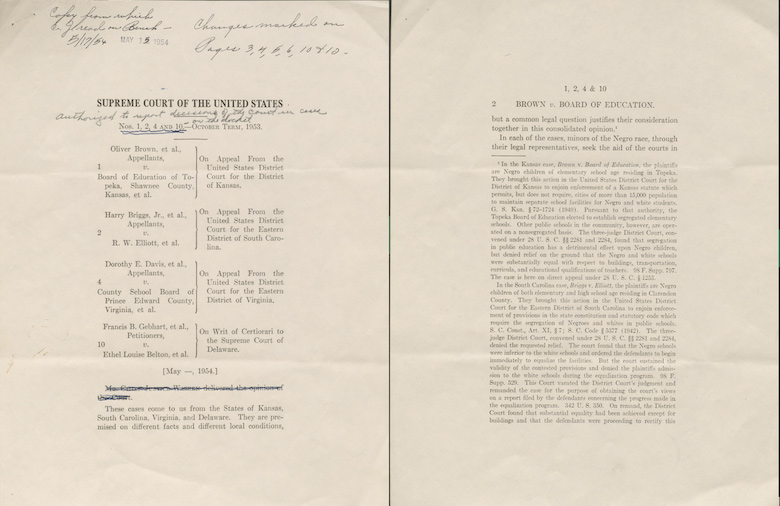 Copy from which
E.W. read on Bench -
5/17/54 MAY 15 1954
Changes marked on
Pages 3, 4, 5, 6, 10 & 10 -
SUPREME COURT OF THE UNITED STATES
Authorized to report decisions of the Court in cases
on the docket
Nos. 1, 2, 4 AND 10.—OCTOBER TERM, 1953.
Oliver Brown, et al.,
Appellants,
1 v.
Board of Education of To-
peka, Shawnee County,
Kansas, et al.
On Appeal From the
United States District
Court for the District
of Kansas.
Harry Briggs, Jr., et al.,
Appellants,
2 v.
R. W. Elliott, et al.
On Appeal From the
United States District
Court for the Eastern
District of South Caro-
lina.
Dorothy E. Davis, et al.,
Appellants,
4 v.
County School Board of
Prince Edward County,
Virginia, et al.
On Appeal From the
United States District
Court for the Eastern
District of Virginia.
Francis B. Gebhart, et al.,
Petitioners,
10 v.
Ethel Louise Belton, et al.
On Writ of Certiorari to
the Supreme Court of
Delaware.
[May —, 1954.]
Mr. Chief Justice Warren delivered the opinion of
the Court.
These cases come to us from the States of Kansas,
South Carolina, Virginia, and Delaware. They are pre-
mised on different facts and different local conditions,
1, 2, 4 & 10
2 BROWN v. BOARD OF EDUCATION.
but a common legal question justifies their consideration
together in this consolidated opinion.¹
In each of the cases, minors of the Negro race, through
their legal representatives, seek the aid of the courts in
¹ In the Kansas case, Brown v. Board of Education, the plaintiffs
are Negro children of elementary school age residing in Topeka.
They brought this action in the United States District Court for the
District of Kansas to enjoin enforcement of a Kansas statute which
permits, but does not require, cities of more than 15,000 population
to maintain separate school facilities for Negro and white students.
G. S. Kan. § 72–1724 (1949). Pursuant to that authority, the
Topeka Board of Education elected to establish segregated elementary
schools. Other public schools in the community, however, are oper-
ated on a nonsegregated basis. The three-judge District Court, con-
vened under 28 U. S. C. §§ 2281 and 2284, found that segregation
in public education has a detrimental effect upon Negro children,
but denied relief on the ground that the Negro and white schools
were substantially equal with respect to buildings, transportation,
curricula, and educational qualifications of teachers. 98 F. Supp. 797.
The case is here on direct appeal under 28 U. S. C. § 1253.
In the South Carolina case, Briggs v. Elliott, the plaintiffs are Negro
children of both elementary and high school age residing in Clarendon
County. They brought this action in the United States District
Court for the Eastern District of South Carolina to enjoin enforce-
ment of provisions in the state constitution and statutory code which
require the segregation of Negroes and whites in public schools.
S. C. Const., Art. XI, § 7; S. C. Code § 5377 (1942). The three-
judge District Court, convened under 28 U. S. C. §§ 2281 and 2284,
denied the requested relief. The court found that the Negro schools
were inferior to the white schools and ordered the defendants to begin
immediately to equalize the facilities. But the court sustained the
validity of the contested provisions and denied the plaintiffs admis-
sion to the white schools during the equalization program. 98 F.
Supp. 529. This Court vacated the District Court's judgment and
remanded the case for the purpose of obtaining the court's views
on a report filed by the defendants concerning the progress made in
the equalization program. 342 U. S. 350. On remand, the District
Court found that substantial equality had been achieved except for
buildings and that the defendants were proceeding to rectify this